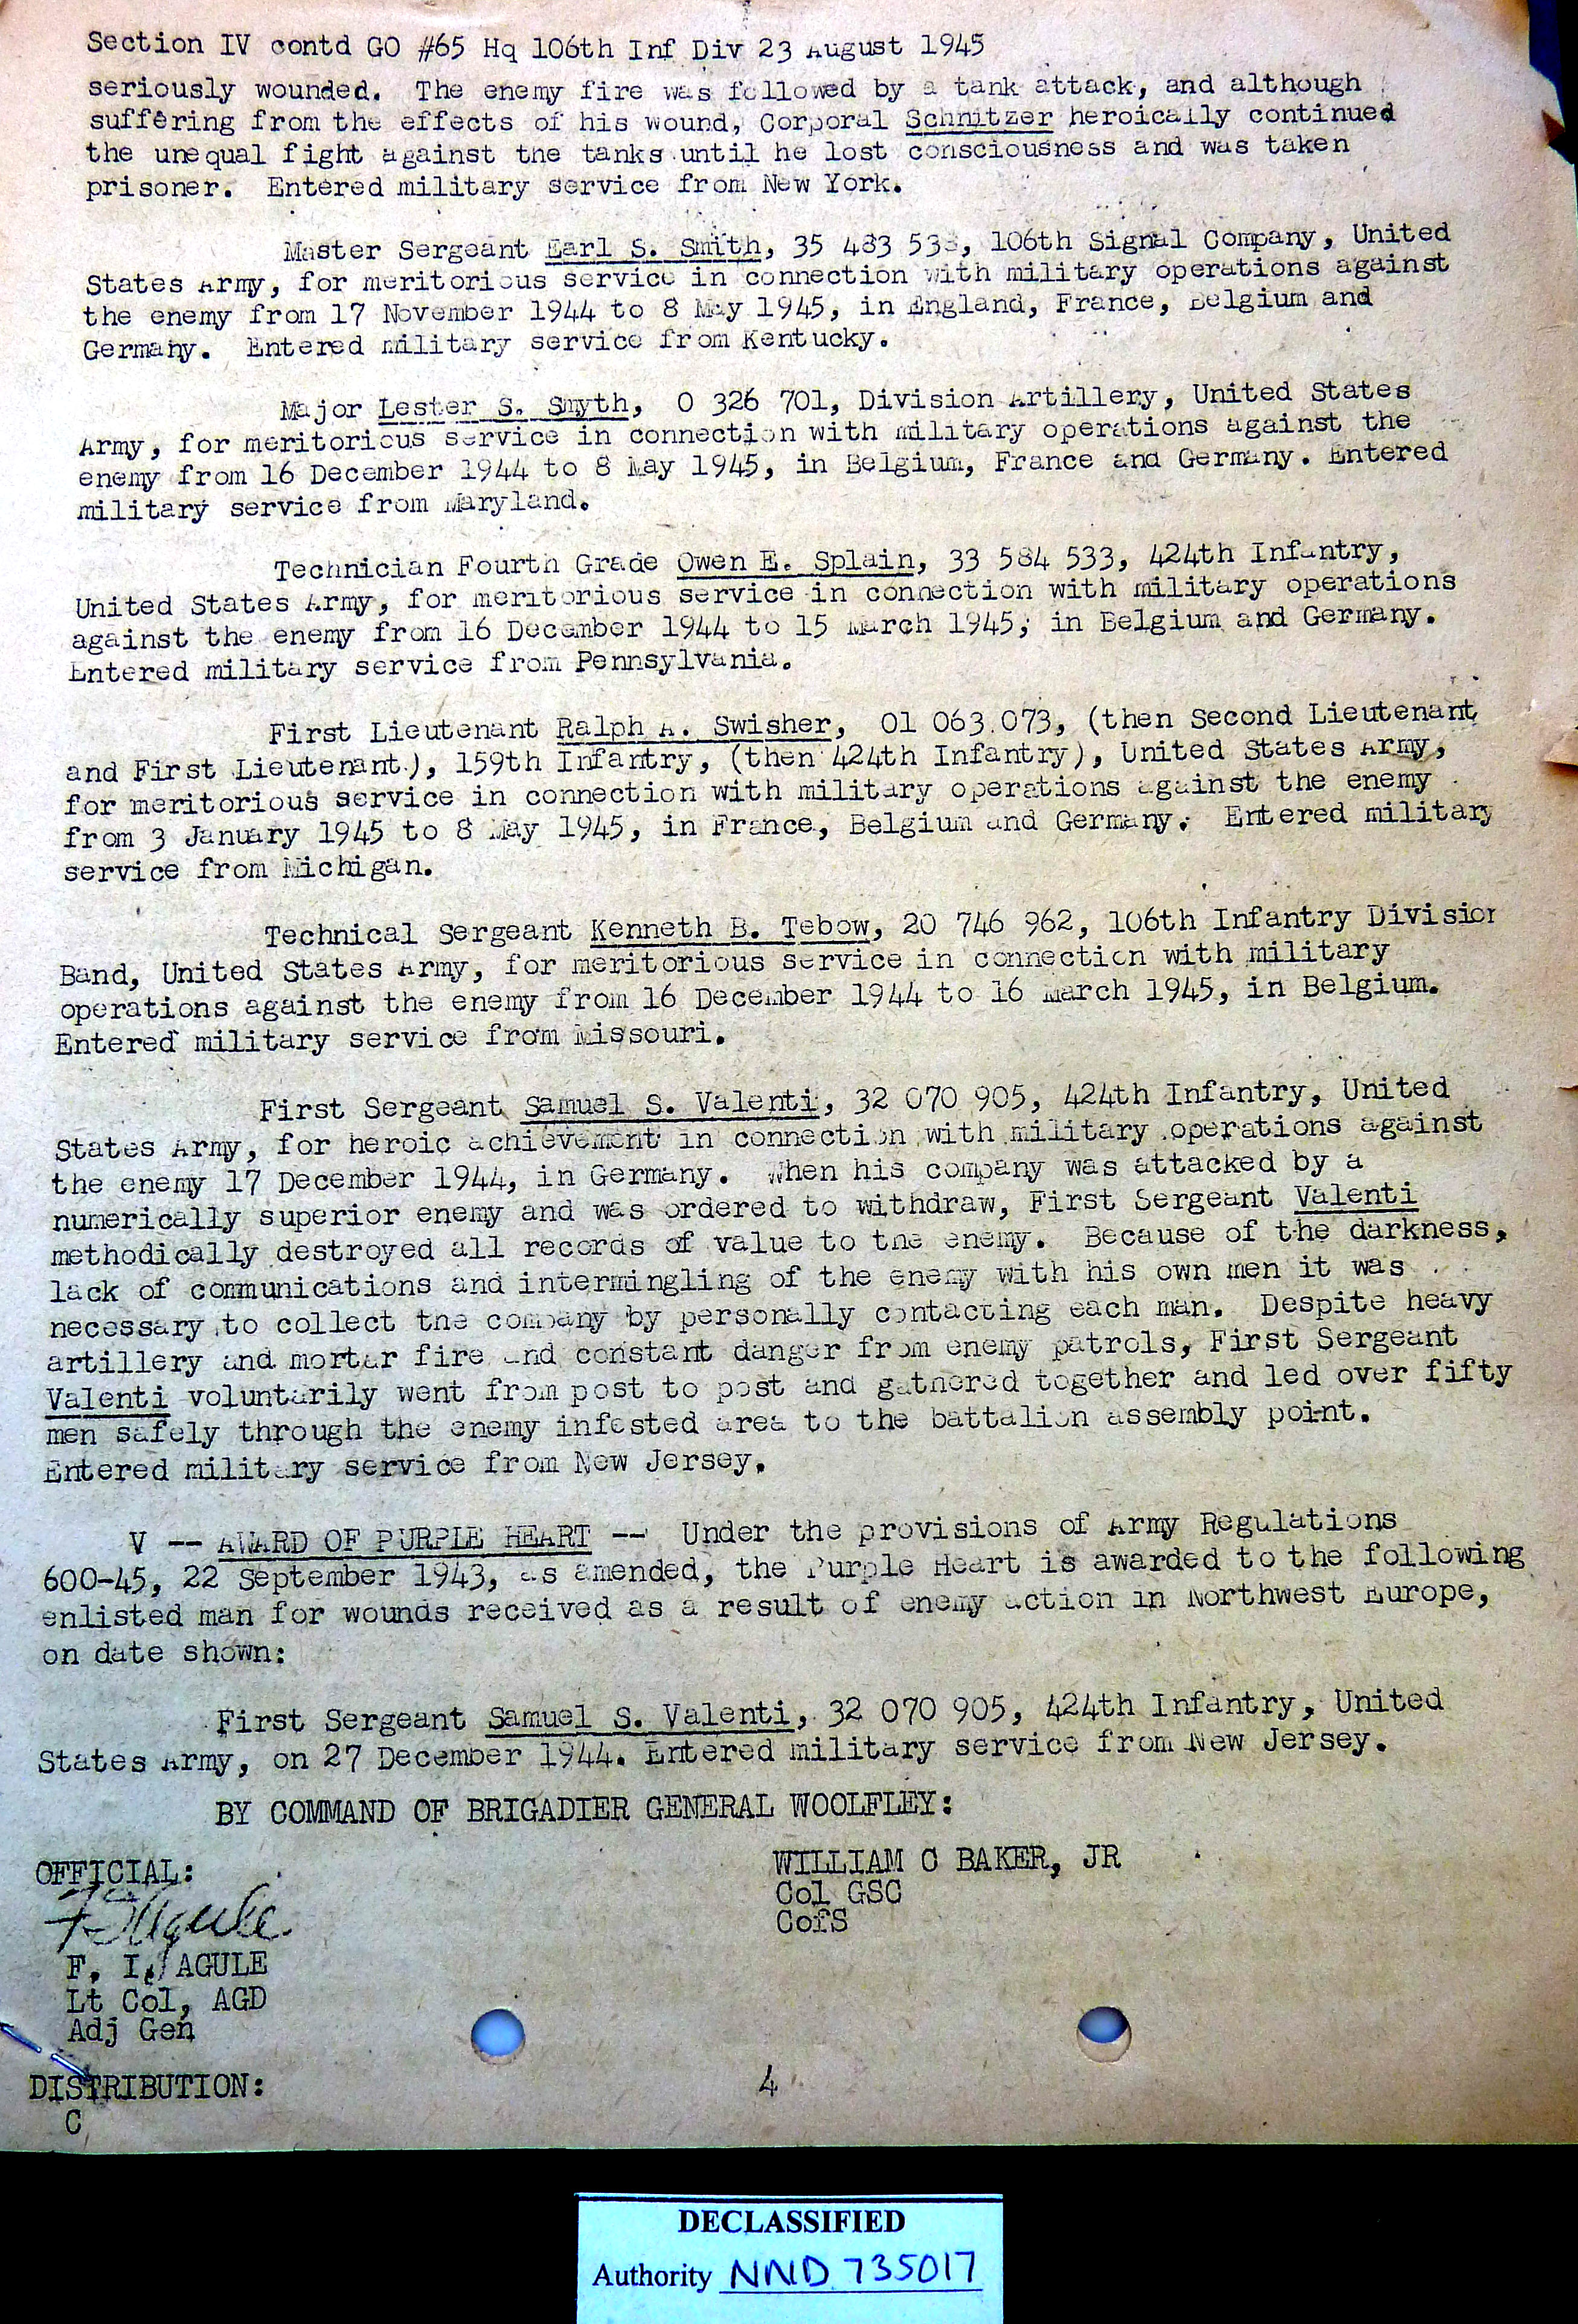 Section IV contd GO #65 Hq 106th Inf Div 23 August 1945
seriously wounded. The enemy fire was followed by a tank attack, and although
suffering from the effects of his wound, Corporal Schnitzer heroically continued
the unequal fight against the tanks until he lost consciousness and was taken
prisoner. Entered military service from New York.
Master Sergeant Earl S. Smith, 35 483 53, 106th Signal Company, United
States Army, for meritorious service in connection with military operations against
the enemy from 17 November 1944 to 8 May 1945, in England, France, Belgium and
Germany. Entered military service from Kentucky.
Major Lester S. Smyth, O 326 701, Division Artillery, United States
Army, for meritorious service in connection with military operations against the
enemy from 16 December 1944 to 8 May 1945, in Belgium, France and Germany. Entered
military service from Maryland.
Technician Fourth Grade Owen E. Splain, 33 584 533, 424th Infantry,
United States Army, for meritorious service in connection with military operations
against the enemy from 16 December 1944 to 15 March 1945, in Belgium and Germany.
Entered military service from Pennsylvania.
First Lieutenant Ralph A. Swisher, 01 063 073, (then Second Lieutenant
and First Lieutenant), 159th Infantry, (then 424th Infantry), United States Army,
for meritorious service in connection with military operations against the enemy
from 3 January 1945 to 8 May 1945, in France, Belgium and Germany. Entered military
service from Michigan.
Technical Sergeant Kenneth B. Tebow, 20 746 962, 106th Infantry Division
Band, United States Army, for meritorious service in connection with military
operations against the enemy from 16 December 1944 to 16 March 1945, in Belgium.
Entered military service from Missouri.
First Sergeant Samuel S. Valenti, 32 070 905, 424th Infantry, United
States Army, for heroic achievement in connection with military operations against
the enemy 17 December 1944, in Germany. When his company was attacked by a
numerically superior enemy and was ordered to withdraw, First Sergeant Valenti
methodically destroyed all records of value to the enemy. Because of the darkness,
lack of communications and intermingling of the enemy with his own men it was
necessary to collect the company by personally contacting each man. Despite heavy
artillery and mortar fire and constant danger from enemy patrols, First Sergeant
Valenti voluntarily went from post to post and gathered together and led over fifty
men safely through the enemy infested area to the battalion assembly point.
Entered military service from New Jersey.
V -- AWARD OF PURPLE HEART -- Under the provisions of Army Regulations
600-45, 22 September 1943, as amended, the Purple Heart is awarded to the following
enlisted man for wounds received as a result of enemy action in Northwest Europe,
on date shown:
First Sergeant Samuel S. Valenti, 32 070 905, 424th Infantry, United
States Army, on 27 December 1944. Entered military service from New Jersey.
BY COMMAND OF BRIGADIER GENERAL WOOLFLEY:
OFFICIAL:
WILLIAM C BAKER, JR
Col GSC
CofS
F. I. AGULE
Lt Col, AGD
Adj Gen
DISTRIBUTION:
C
4
DECLASSIFIED
Authority NND 735017